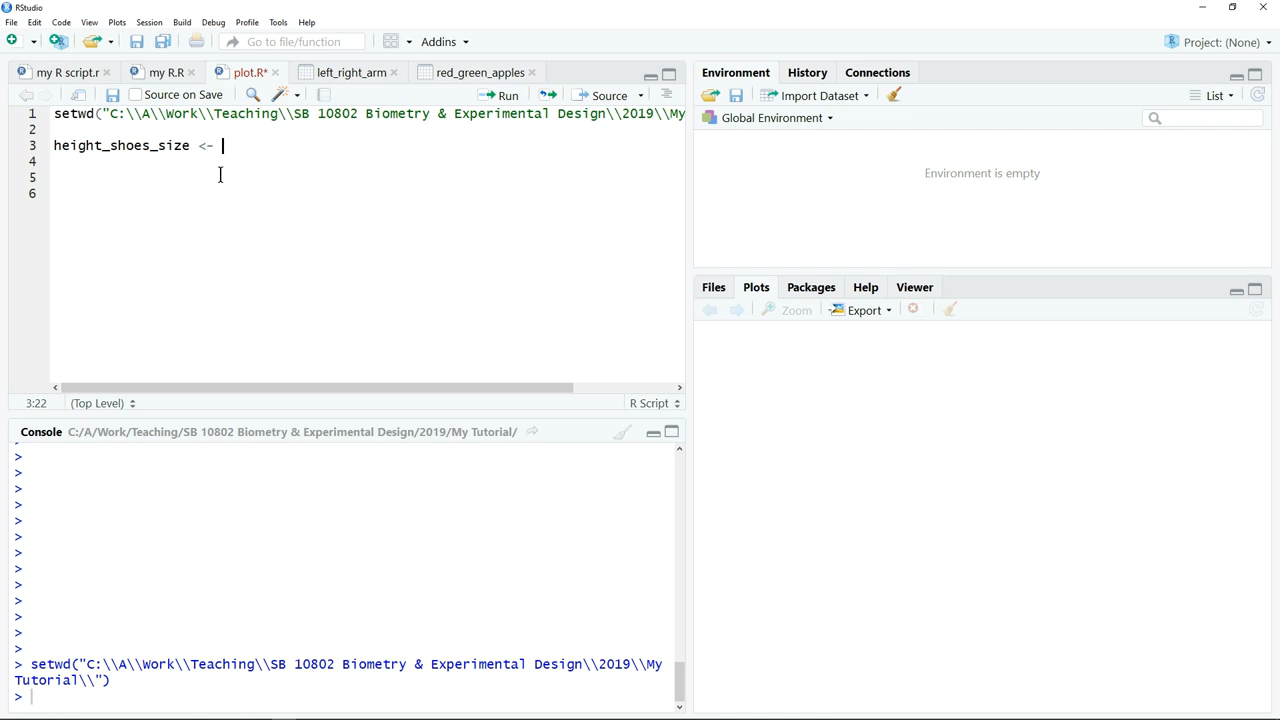 RStudio
File Edit Code View Plots Session Build Debug Profile Tools Help
Go to file/function Addins Project: (None)
my R script.r my R.R plot.R* left_right_arm red_green_apples
Source on Save Run Source
1 setwd("C:\\A\\Work\\Teaching\\SB 10802 Biometry & Experimental Design\\2019\\My
2
3 height_shoes_size <-
4
5
6
3:22 (Top Level) R Script
Console C:/A/Work/Teaching/SB 10802 Biometry & Experimental Design/2019/My Tutorial/
>
>
>
>
>
>
>
>
>
>
>
>
>
> setwd("C:\\A\\Work\\Teaching\\SB 10802 Biometry & Experimental Design\\2019\\My
Tutorial\\")
>
Environment History Connections
Import Dataset List
Global Environment
Environment is empty
Files Plots Packages Help Viewer
Zoom Export